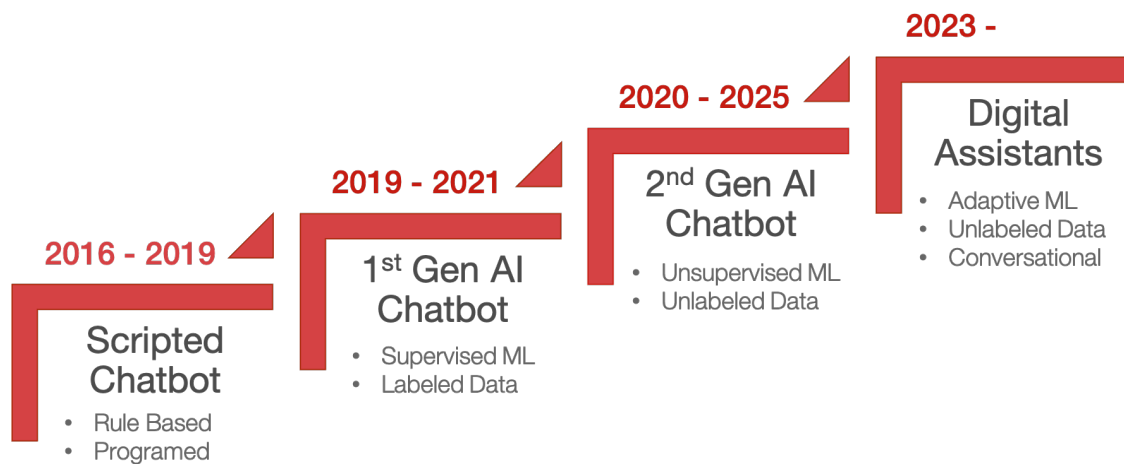 2016 - 2019
Scripted
Chatbot
• Rule Based
• Programed
2019 - 2021
1st Gen AI
Chatbot
• Supervised ML
• Labeled Data
2020 - 2025
2nd Gen AI
Chatbot
• Unsupervised ML
• Unlabeled Data
2023 -
Digital
Assistants
• Adaptive ML
• Unlabeled Data
• Conversational